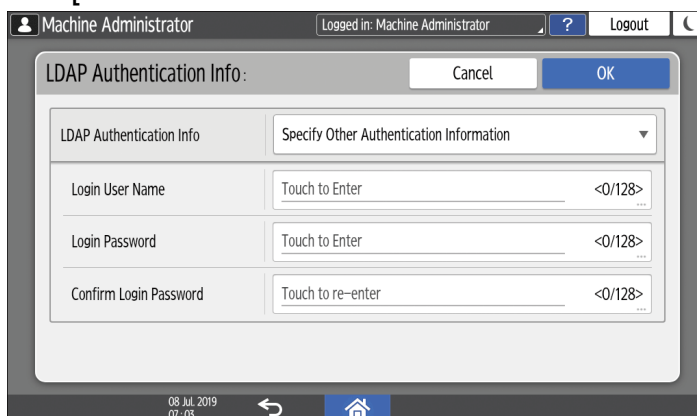 Machine Administrator
Logged in: Machine Administrator
?
Logout
LDAP Authentication Info:
Cancel
OK
LDAP Authentication Info
Specify Other Authentication Information
Login User Name
Touch to Enter
<0/128>
Login Password
Touch to Enter
<0/128>
Confirm Login Password
Touch to re-enter
<0/128>
08 Jul. 2019
07:03